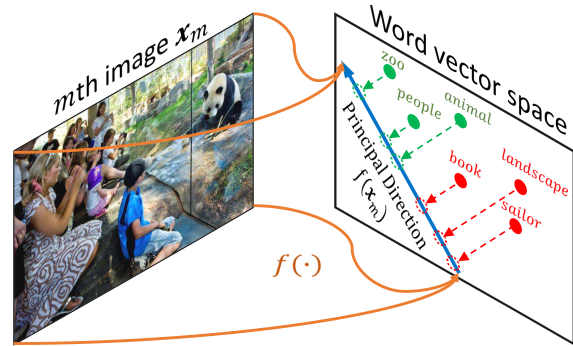 mth image x_m
Word vector space
zoo
people
animal
book
landscape
sailor
Principal Direction
f(x_m)
f(·)